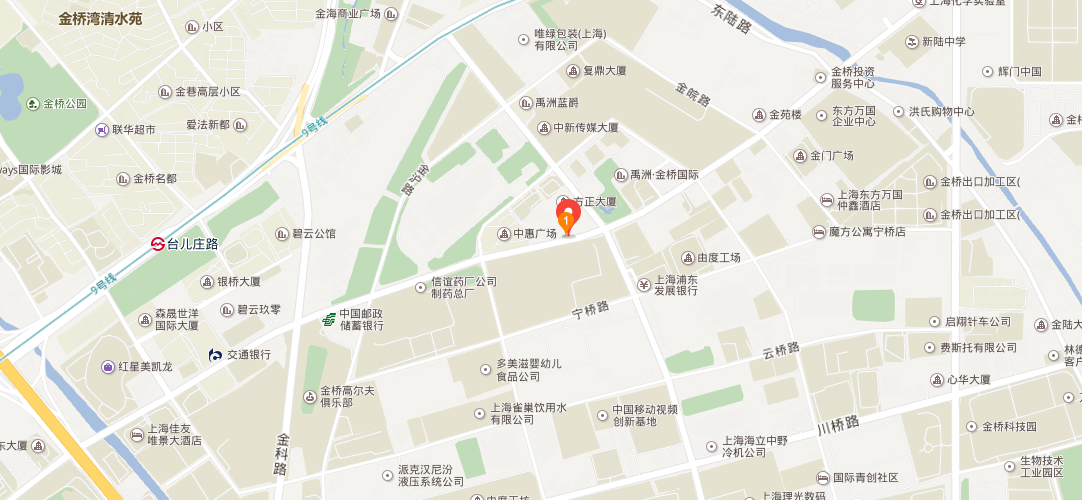 金桥湾清水苑
小区
金海商业广场
唯绿包装(上海)
有限公司
东陆路
上海化学实验室
新陆中学
复鼎大厦
金桥投资
服务中心
辉门中国
金桥公园
金巷高层小区
金皖路
禹洲蓝爵
东方万国
企业中心
洪氏购物中心
联华超市
爱法新都
9号线
中新传媒大厦
金苑楼
ways国际影城
金桥名都
金沪路
禹洲·金桥国际
金门广场
金桥出口加工区(
上海东方万国
仲鑫酒店
方正大厦
1
金桥出口加工区(
台儿庄路
碧云公馆
中惠广场
魔方公寓宁桥店
9号线
银桥大厦
信谊药厂公司
制药总厂
由度工场
上海浦东
发展银行
碧云玖零
森晟世洋
国际大厦
中国邮政
储蓄银行
宁桥路
启翔针车公司
金陆大
交通银行
云桥路
费斯托有限公司
林德
客户
红星美凯龙
多美滋婴幼儿
食品公司
心华大厦
金桥高尔夫
俱乐部
上海雀巢饮用水
有限公司
中国移动视频
创新基地
川桥路
金桥科技园
上海佳友
唯景大酒店
东大厦
金科路
上海海立中野
冷机公司
派克汉尼汾
液压系统公司
国际青创社区
生物技术
工业园区
由度工坊
上海理光数码